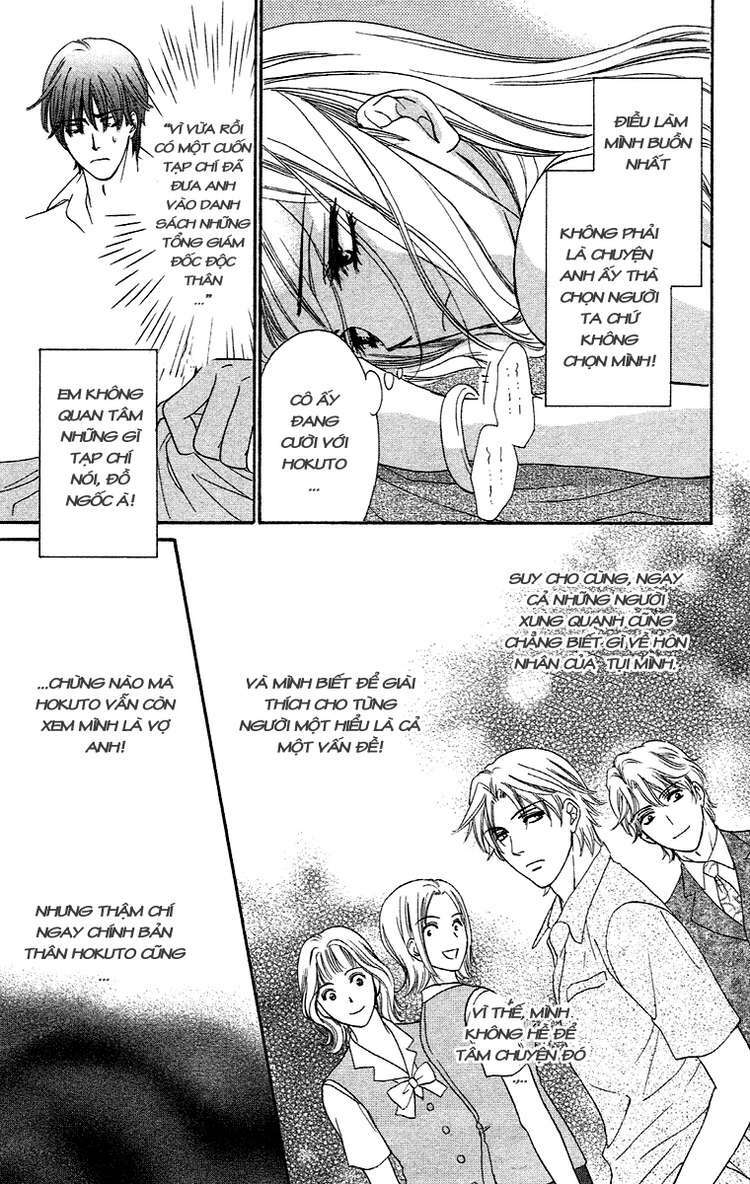 ĐIỀU LÀM
MÌNH BUỒN
NHẤT
KHÔNG PHẢI
LÀ CHUYỆN
ANH ẤY THÀ
CHỌN NGƯỜI
TA CHỨ
KHÔNG
CHỌN MÌNH!
CÔ ẤY
ĐANG
CƯỜI VỚI
HOKUTO
...
"VÌ VỪA RỒI
CÓ MỘT CUỐN
TẠP CHÍ ĐÃ
ĐƯA ANH
VÀO DANH
SÁCH NHỮNG
TỔNG GIÁM
ĐỐC ĐỘC
THÂN
..."
EM KHÔNG
QUAN TÂM
NHỮNG GÌ
TẠP CHÍ
NÓI, ĐỒ
NGỐC À!
SUY CHO CÙNG, NGAY
CẢ NHỮNG NGƯỜI
XUNG QUANH CŨNG
CHẲNG BIẾT GÌ VỀ HÔN
NHÂN CỦA TỤI MÌNH.
VÀ MÌNH BIẾT ĐỂ GIẢI
THÍCH CHO TỪNG
NGƯỜI MỘT HIỂU LÀ CẢ
MỘT VẤN ĐỀ!
VÌ THẾ, MÌNH
KHÔNG HỀ ĐỂ
TÂM CHUYỆN ĐÓ
....
...CHỪNG NÀO MÀ
HOKUTO VẪN CÒN
XEM MÌNH LÀ VỢ
ANH!
NHƯNG THẬM CHÍ
NGAY CHÍNH BẢN
THÂN HOKUTO CŨNG
...